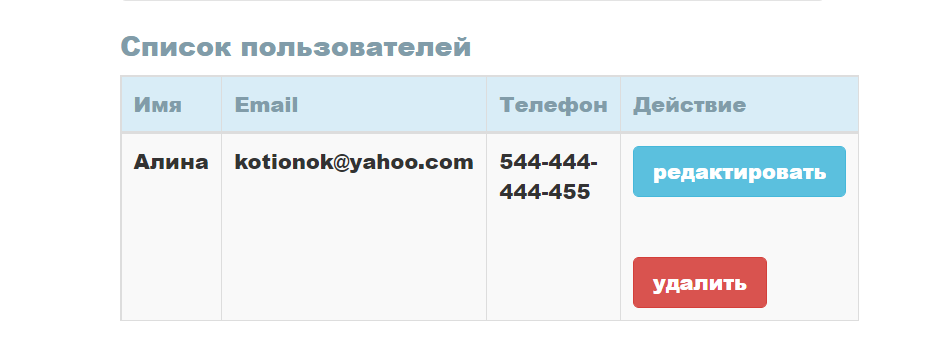 Список пользователей
Имя Email Телефон Действие
Алина kotionok@yahoo.com 544-444- редактировать
444-455
удалить